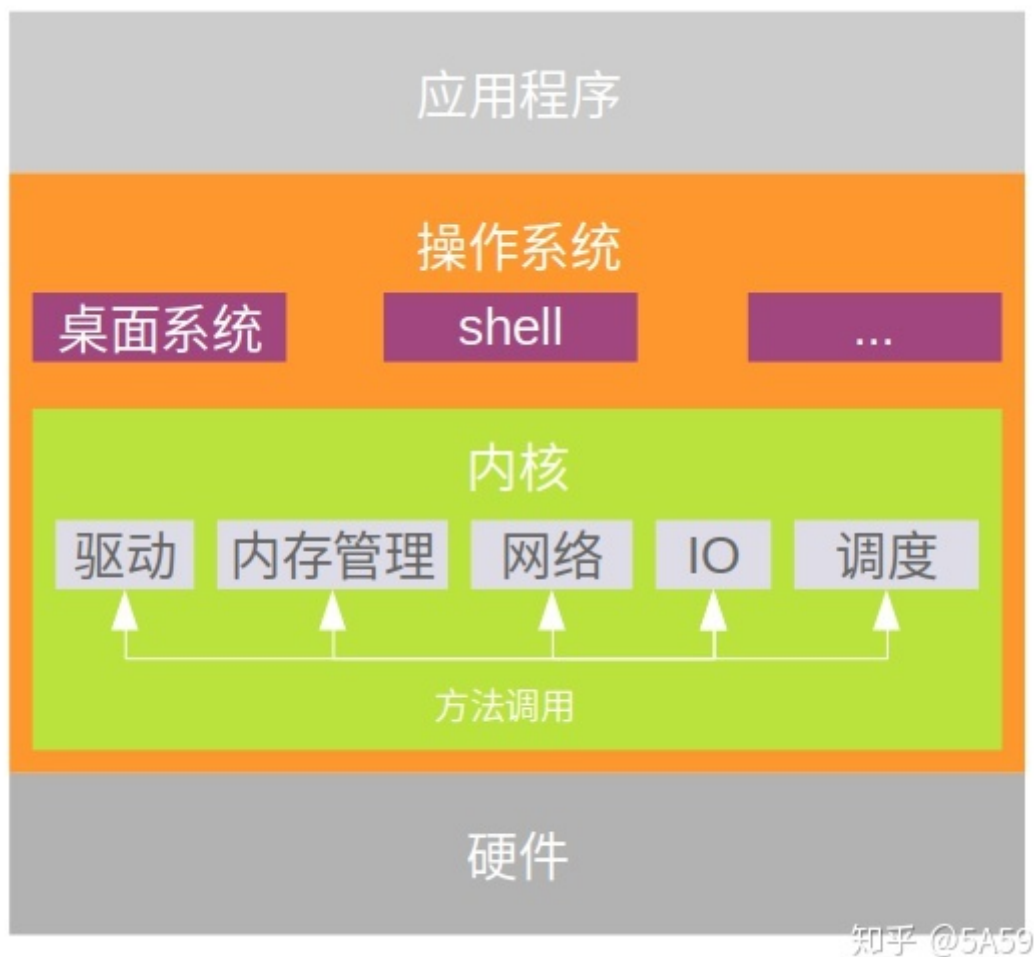 应用程序
操作系统
桌面系统 shell ...
内核
驱动 内存管理 网络 IO 调度
方法调用
硬件
知乎 @5A59